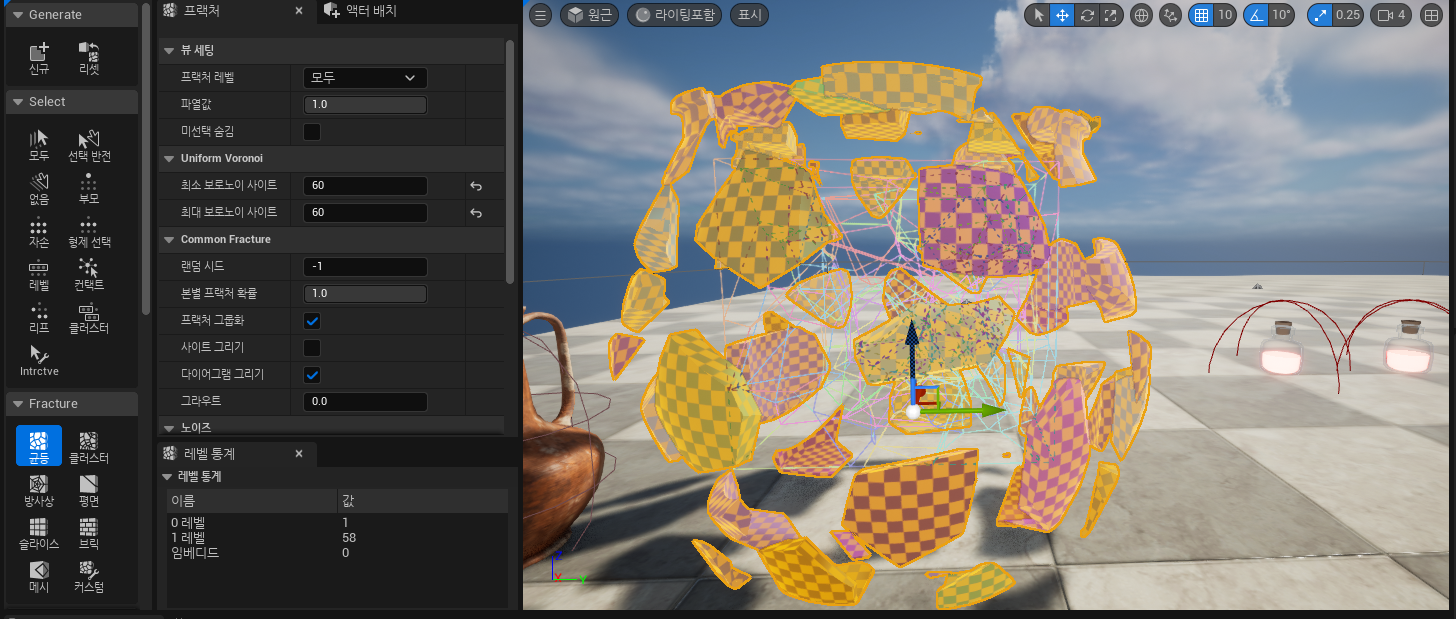 Generate
신규
리셋
Select
모두
선택 반전
없음
부모
자손
형제 선택
레벨
컨택트
리프
클러스터
Intrctve
Fracture
균등
클러스터
방사상
평면
슬라이스
브릭
메시
커스텀
프랙처
액터 배치
뷰 세팅
프랙처 레벨
모두
파열값
1.0
미선택 숨김
Uniform Voronoi
최소 보로노이 사이트
60
최대 보로노이 사이트
60
Common Fracture
랜덤 시드
-1
본별 프랙처 확률
1.0
프랙처 그룹화
사이트 그리기
다이어그램 그리기
그라우트
0.0
노이즈
레벨 통계
레벨 통계
이름 값
0 레벨 1
1 레벨 58
임베디드 0
원근
라이팅포함
표시
10
10°
0.25
4
Z
X
Y